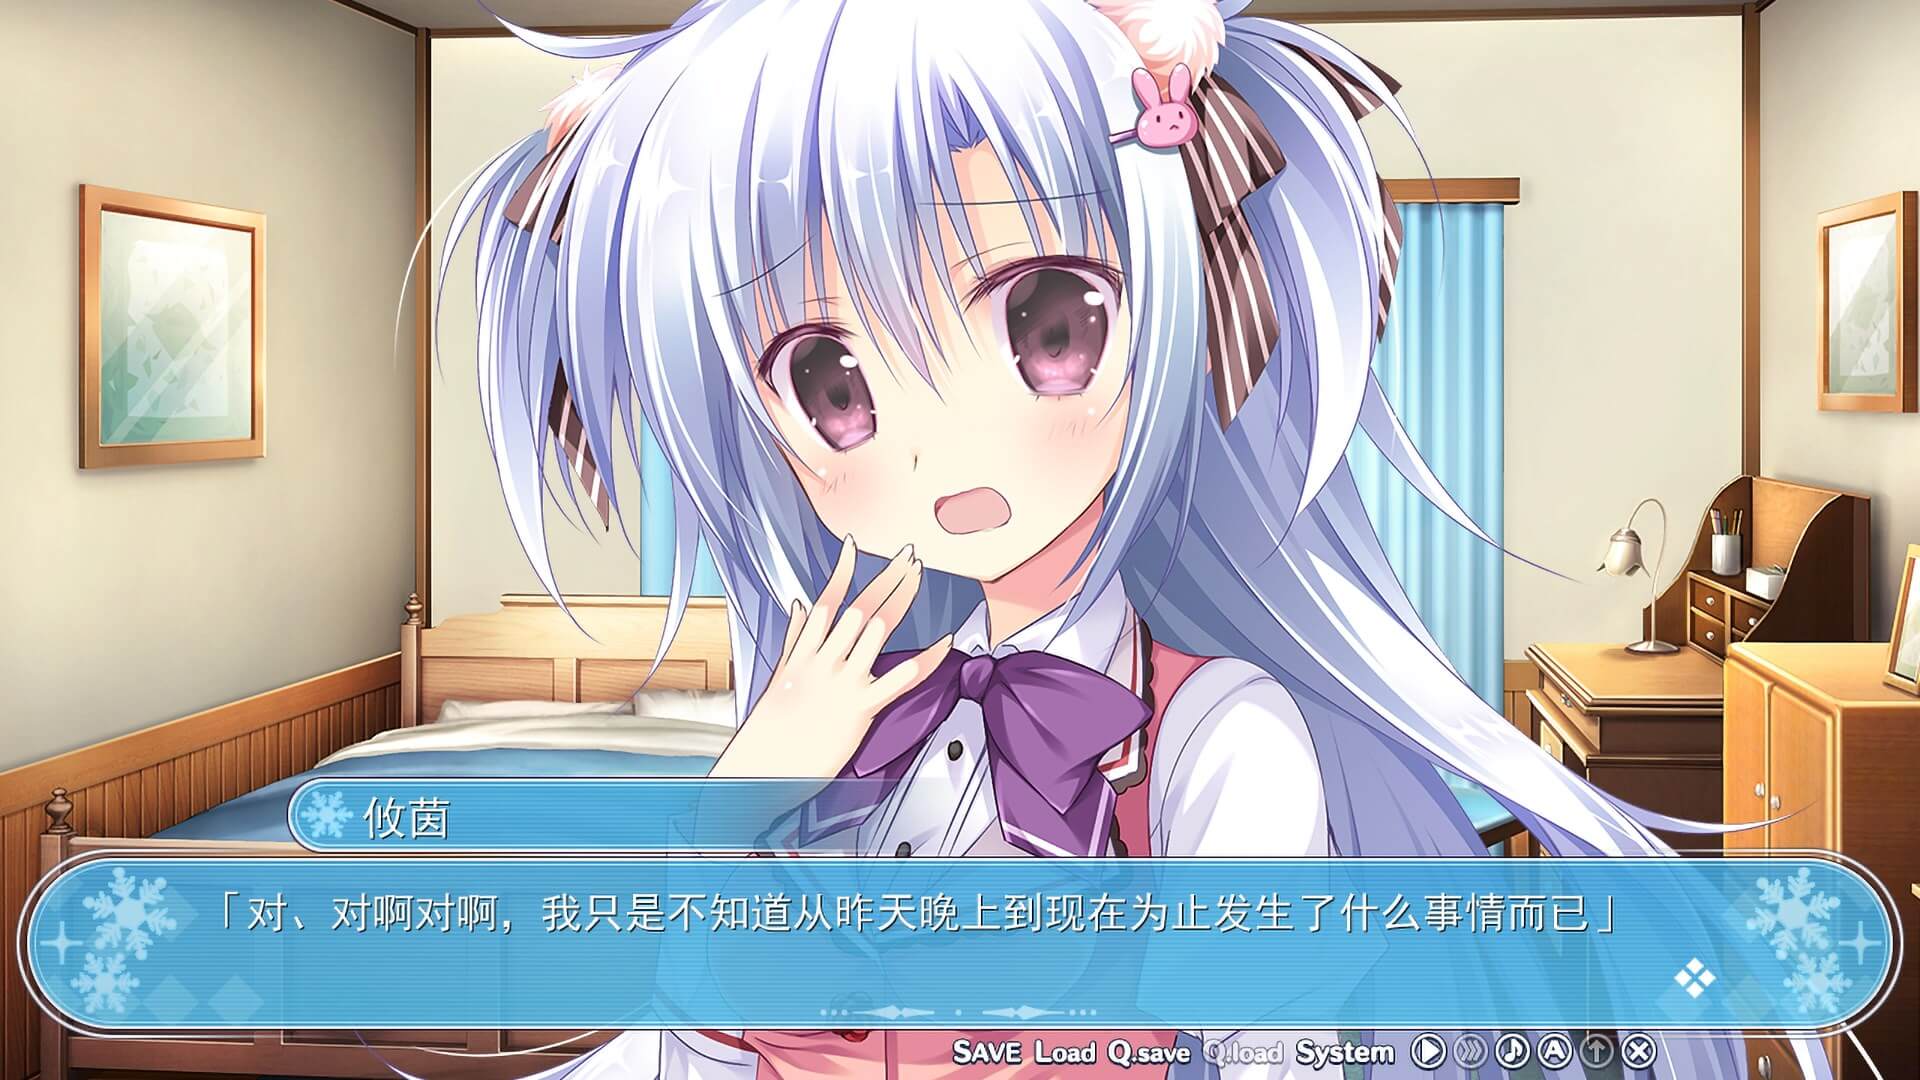 攸茵
「对、对啊对啊，我只是不知道从昨天晚上到现在为止发生了什么事情而已」
SAVE Load Q.save Q.load System A